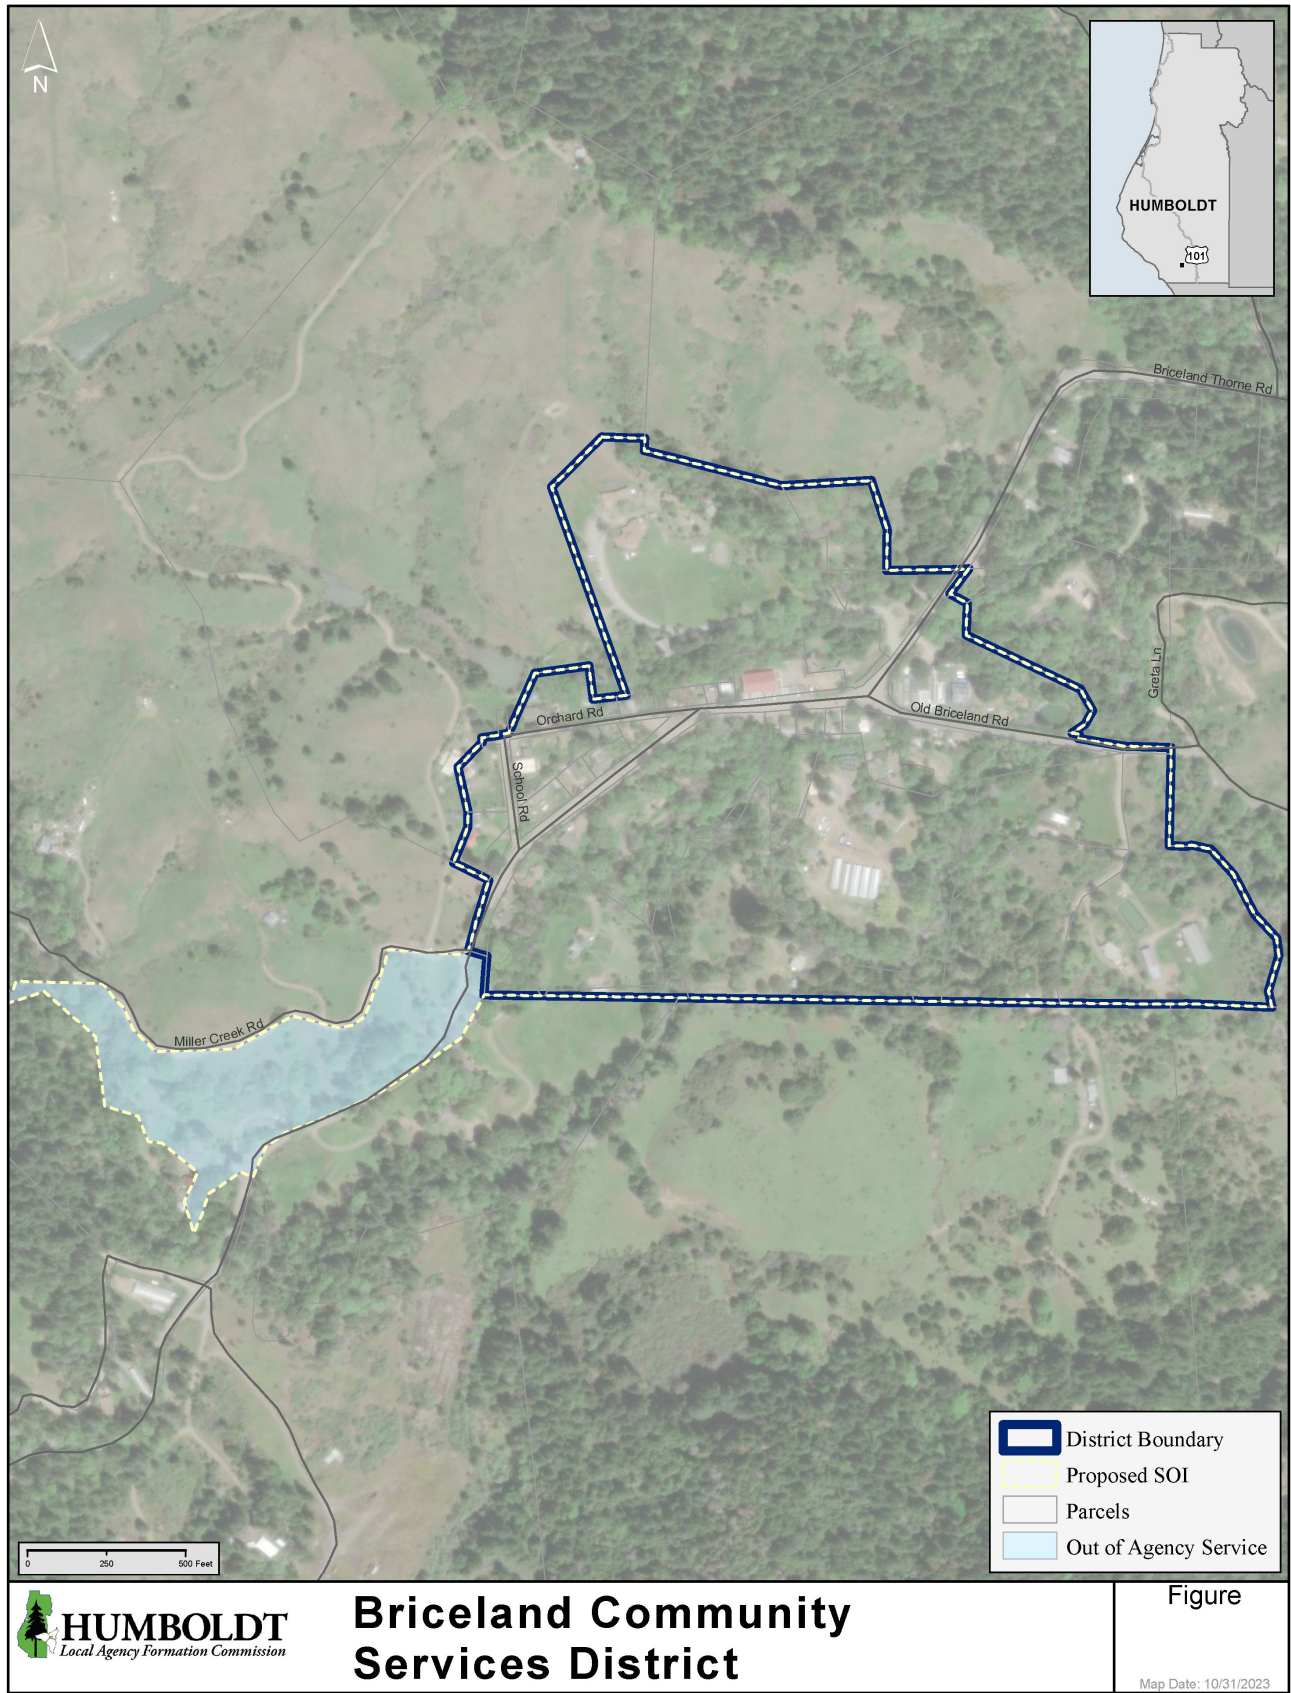 N
HUMBOLDT
101
Briceland Thorne Rd
Greta Ln
Orchard Rd
Old Briceland Rd
School Rd
Miller Creek Rd
District Boundary
Proposed SOI
Parcels
Out of Agency Service
0 250 500 Feet
HUMBOLDT
Local Agency Formation Commission
Briceland Community
Services District
Figure
Map Date: 10/31/2023